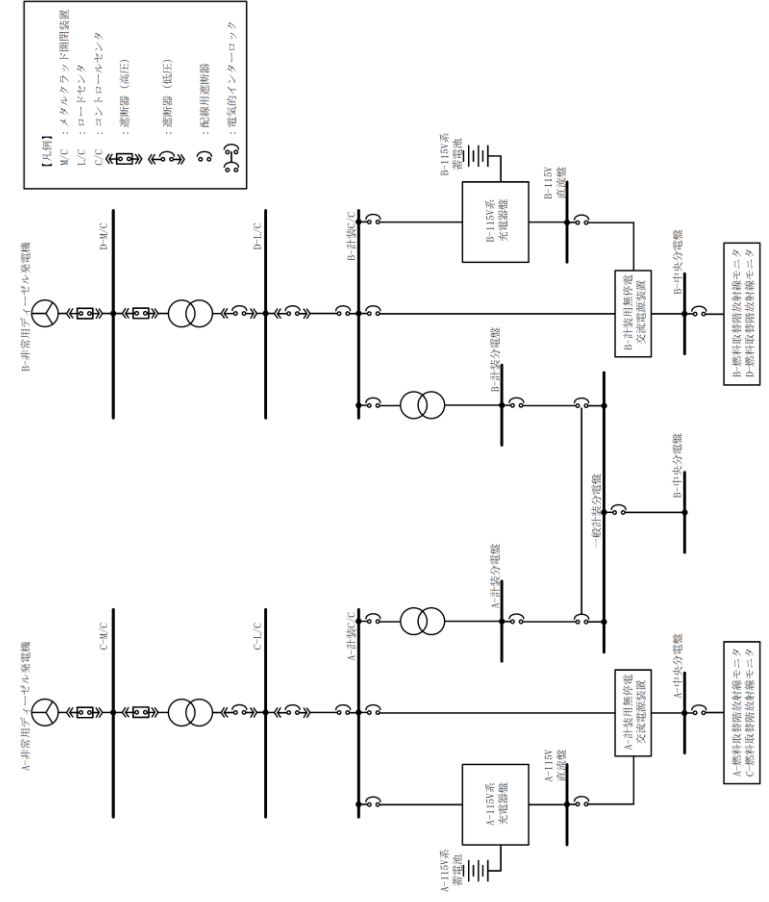 【凡例】
M/C ：メタルクラッド開閉装置
L/C ：ロードセンタ
C/C ：コントロールセンタ
：遮断器（高圧）
：遮断器（低圧）
：配線用遮断器
：電気的インターロック
A-非常用ディーゼル発電機
B-非常用ディーゼル発電機
C-M/C
D-M/C
C-L/C
D-L/C
A-計装C/C
B-計装C/C
A-115V系
蓄電池
A-115V系
充電器盤
A-計装分電盤
B-計装分電盤
B-115V系
充電器盤
B-115V系
蓄電池
A-115V
直流盤
B-115V
直流盤
一般計装分電盤
A-計装用無停電
交流電源装置
B-計装用無停電
交流電源装置
A-中央分電盤
B-中央分電盤
B-中央分電盤
A-燃料取替階放射線モニタ
C-燃料取替階放射線モニタ
B-燃料取替階放射線モニタ
D-燃料取替階放射線モニタ